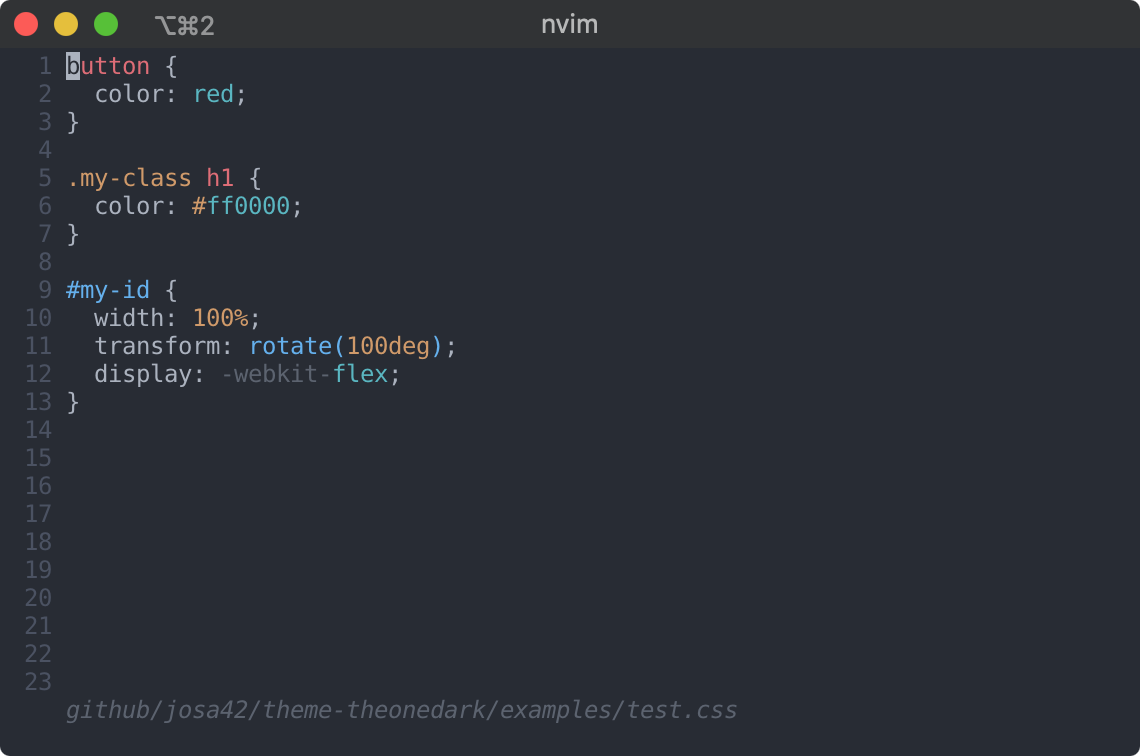 ⌥⌘2 nvim
1 button {
2   color: red;
3 }
4
5 .my-class h1 {
6   color: #ff0000;
7 }
8
9 #my-id {
10   width: 100%;
11   transform: rotate(100deg);
12   display: -webkit-flex;
13 }
14
15
16
17
18
19
20
21
22
23
github/josa42/theme-theonedark/examples/test.css